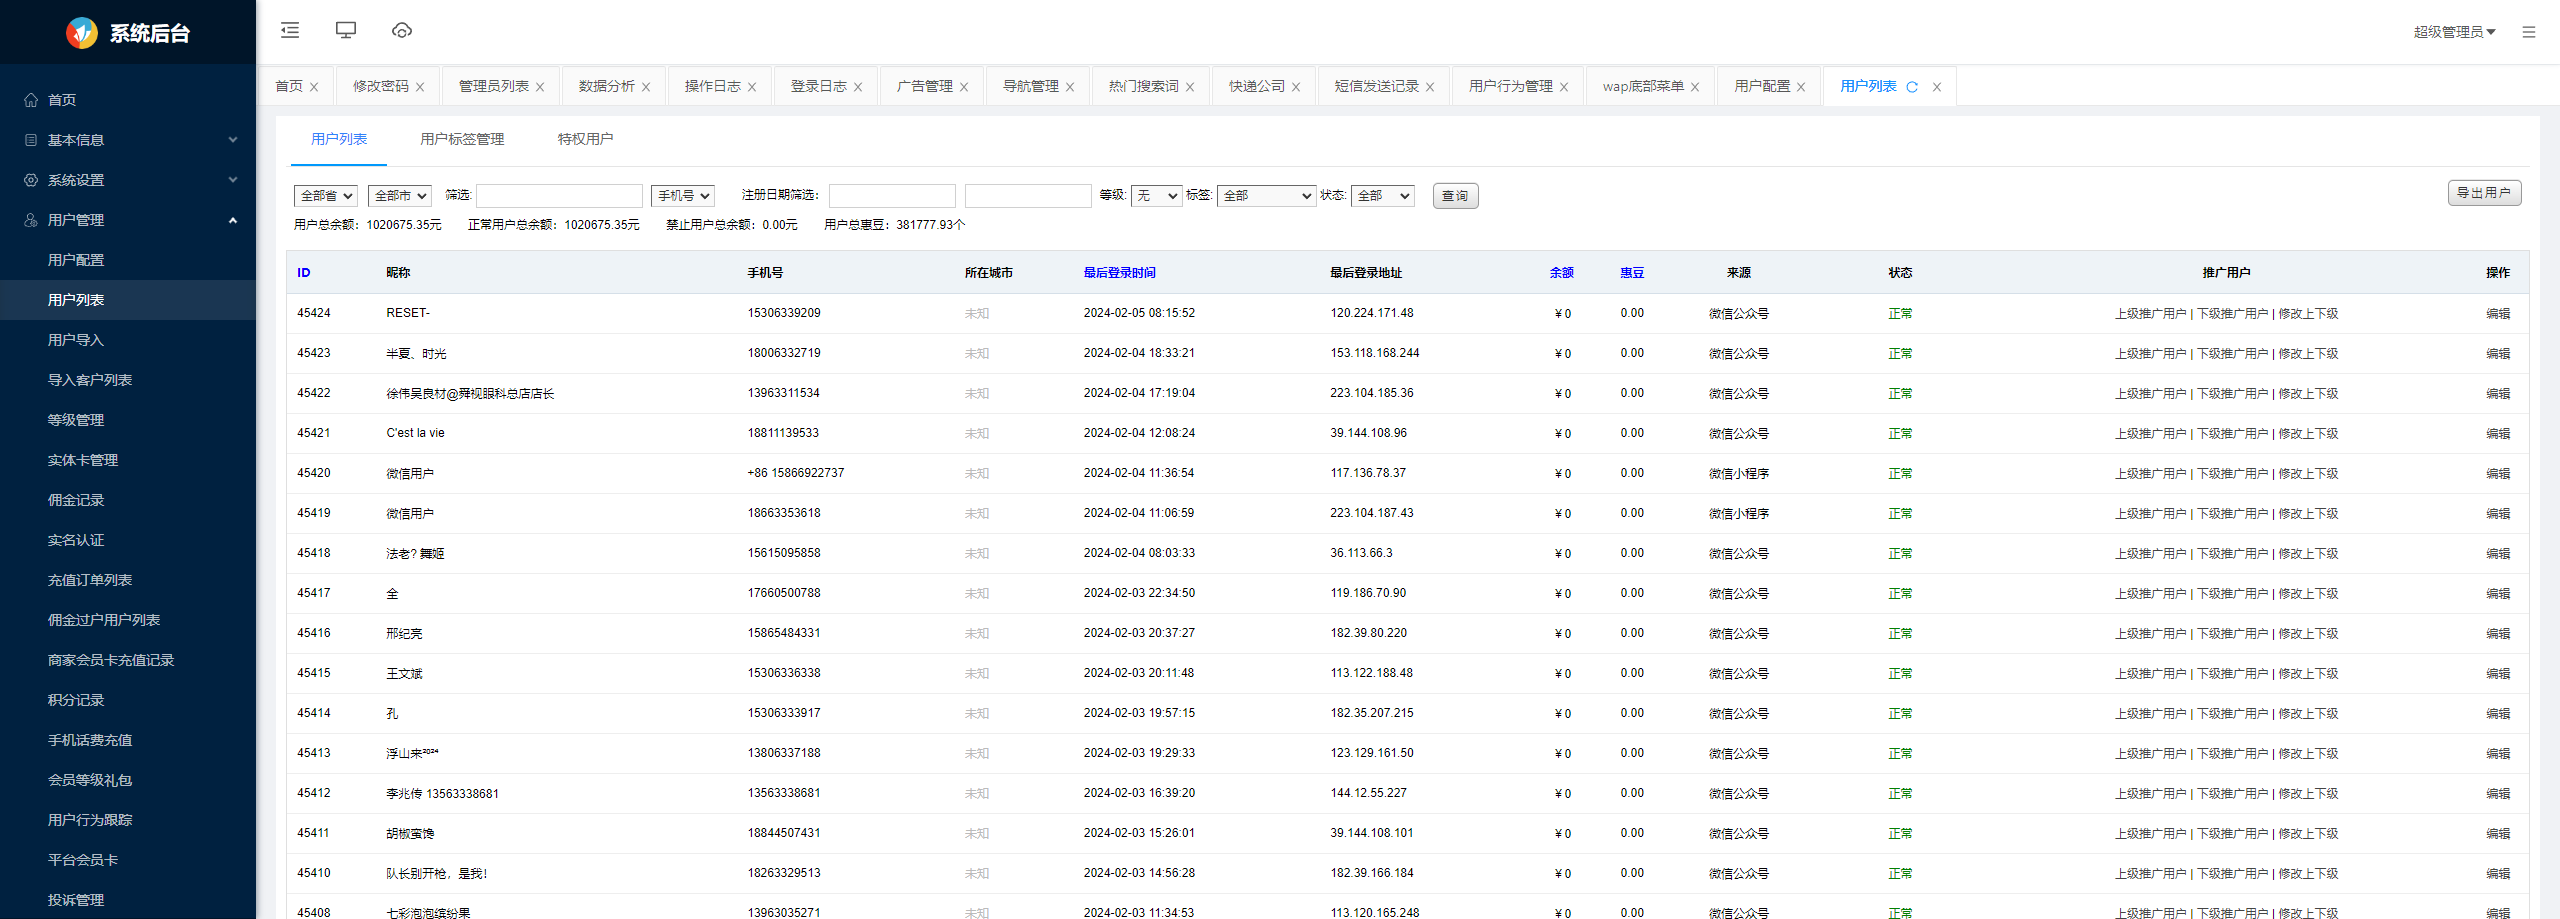 系统后台
超级管理员
首页 修改密码 管理员列表 数据分析 操作日志 登录日志 广告管理 导航管理 热门搜索词 快递公司 短信发送记录 用户行为管理 wap底部菜单 用户配置 用户列表
首页
基本信息
系统设置
用户管理
用户配置
用户列表
用户导入
导入客户列表
等级管理
实体卡管理
佣金记录
实名认证
充值订单列表
佣金过户用户列表
商家会员卡充值记录
积分记录
手机话费充值
会员等级礼包
用户行为跟踪
平台会员卡
投诉管理
用户列表 用户标签管理 特权用户
全部省 全部市 筛选: 手机号 注册日期筛选： 等级: 无 标签: 全部 状态: 全部 查询 导出用户
用户总余额：1020675.35元 正常用户总余额：1020675.35元 禁止用户总余额：0.00元 用户总惠豆：381777.93个
ID 昵称 手机号 所在城市 最后登录时间 最后登录地址 余额 惠豆 来源 状态 推广用户 操作
45424 RESET- 15306339209 未知 2024-02-05 08:15:52 120.224.171.48 ￥0 0.00 微信公众号 正常 上级推广用户 | 下级推广用户 | 修改上下级 编辑
45423 半夏、时光 18006332719 未知 2024-02-04 18:33:21 153.118.168.244 ￥0 0.00 微信公众号 正常 上级推广用户 | 下级推广用户 | 修改上下级 编辑
45422 徐伟吴良材@舜视眼科总店店长 13963311534 未知 2024-02-04 17:19:04 223.104.185.36 ￥0 0.00 微信公众号 正常 上级推广用户 | 下级推广用户 | 修改上下级 编辑
45421 C'est la vie 18811139533 未知 2024-02-04 12:08:24 39.144.108.96 ￥0 0.00 微信公众号 正常 上级推广用户 | 下级推广用户 | 修改上下级 编辑
45420 微信用户 +86 15866922737 未知 2024-02-04 11:36:54 117.136.78.37 ￥0 0.00 微信小程序 正常 上级推广用户 | 下级推广用户 | 修改上下级 编辑
45419 微信用户 18663353618 未知 2024-02-04 11:06:59 223.104.187.43 ￥0 0.00 微信小程序 正常 上级推广用户 | 下级推广用户 | 修改上下级 编辑
45418 法老? 舞姬 15615095858 未知 2024-02-04 08:03:33 36.113.66.3 ￥0 0.00 微信公众号 正常 上级推广用户 | 下级推广用户 | 修改上下级 编辑
45417 全 17660500788 未知 2024-02-03 22:34:50 119.186.70.90 ￥0 0.00 微信公众号 正常 上级推广用户 | 下级推广用户 | 修改上下级 编辑
45416 邢纪亮 15865484331 未知 2024-02-03 20:37:27 182.39.80.220 ￥0 0.00 微信公众号 正常 上级推广用户 | 下级推广用户 | 修改上下级 编辑
45415 王文斌 15306336338 未知 2024-02-03 20:11:48 113.122.188.48 ￥0 0.00 微信公众号 正常 上级推广用户 | 下级推广用户 | 修改上下级 编辑
45414 孔 15306333917 未知 2024-02-03 19:57:15 182.35.207.215 ￥0 0.00 微信公众号 正常 上级推广用户 | 下级推广用户 | 修改上下级 编辑
45413 浮山来²⁰²⁴ 13806337188 未知 2024-02-03 19:29:33 123.129.161.50 ￥0 0.00 微信公众号 正常 上级推广用户 | 下级推广用户 | 修改上下级 编辑
45412 李兆传 13563338681 13563338681 未知 2024-02-03 16:39:20 144.12.55.227 ￥0 0.00 微信公众号 正常 上级推广用户 | 下级推广用户 | 修改上下级 编辑
45411 胡椒蛮馋 18844507431 未知 2024-02-03 15:26:01 39.144.108.101 ￥0 0.00 微信公众号 正常 上级推广用户 | 下级推广用户 | 修改上下级 编辑
45410 队长别开枪，是我！ 18263329513 未知 2024-02-03 14:56:28 182.39.166.184 ￥0 0.00 微信公众号 正常 上级推广用户 | 下级推广用户 | 修改上下级 编辑
45408 七彩泡泡缤纷果 13963035271 未知 2024-02-03 11:34:53 113.120.165.248 ￥0 0.00 微信公众号 正常 上级推广用户 | 下级推广用户 | 修改上下级 编辑